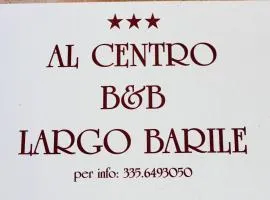 ★★★
AL CENTRO
B&B
LARGO BARILE
per info: 335.6493050